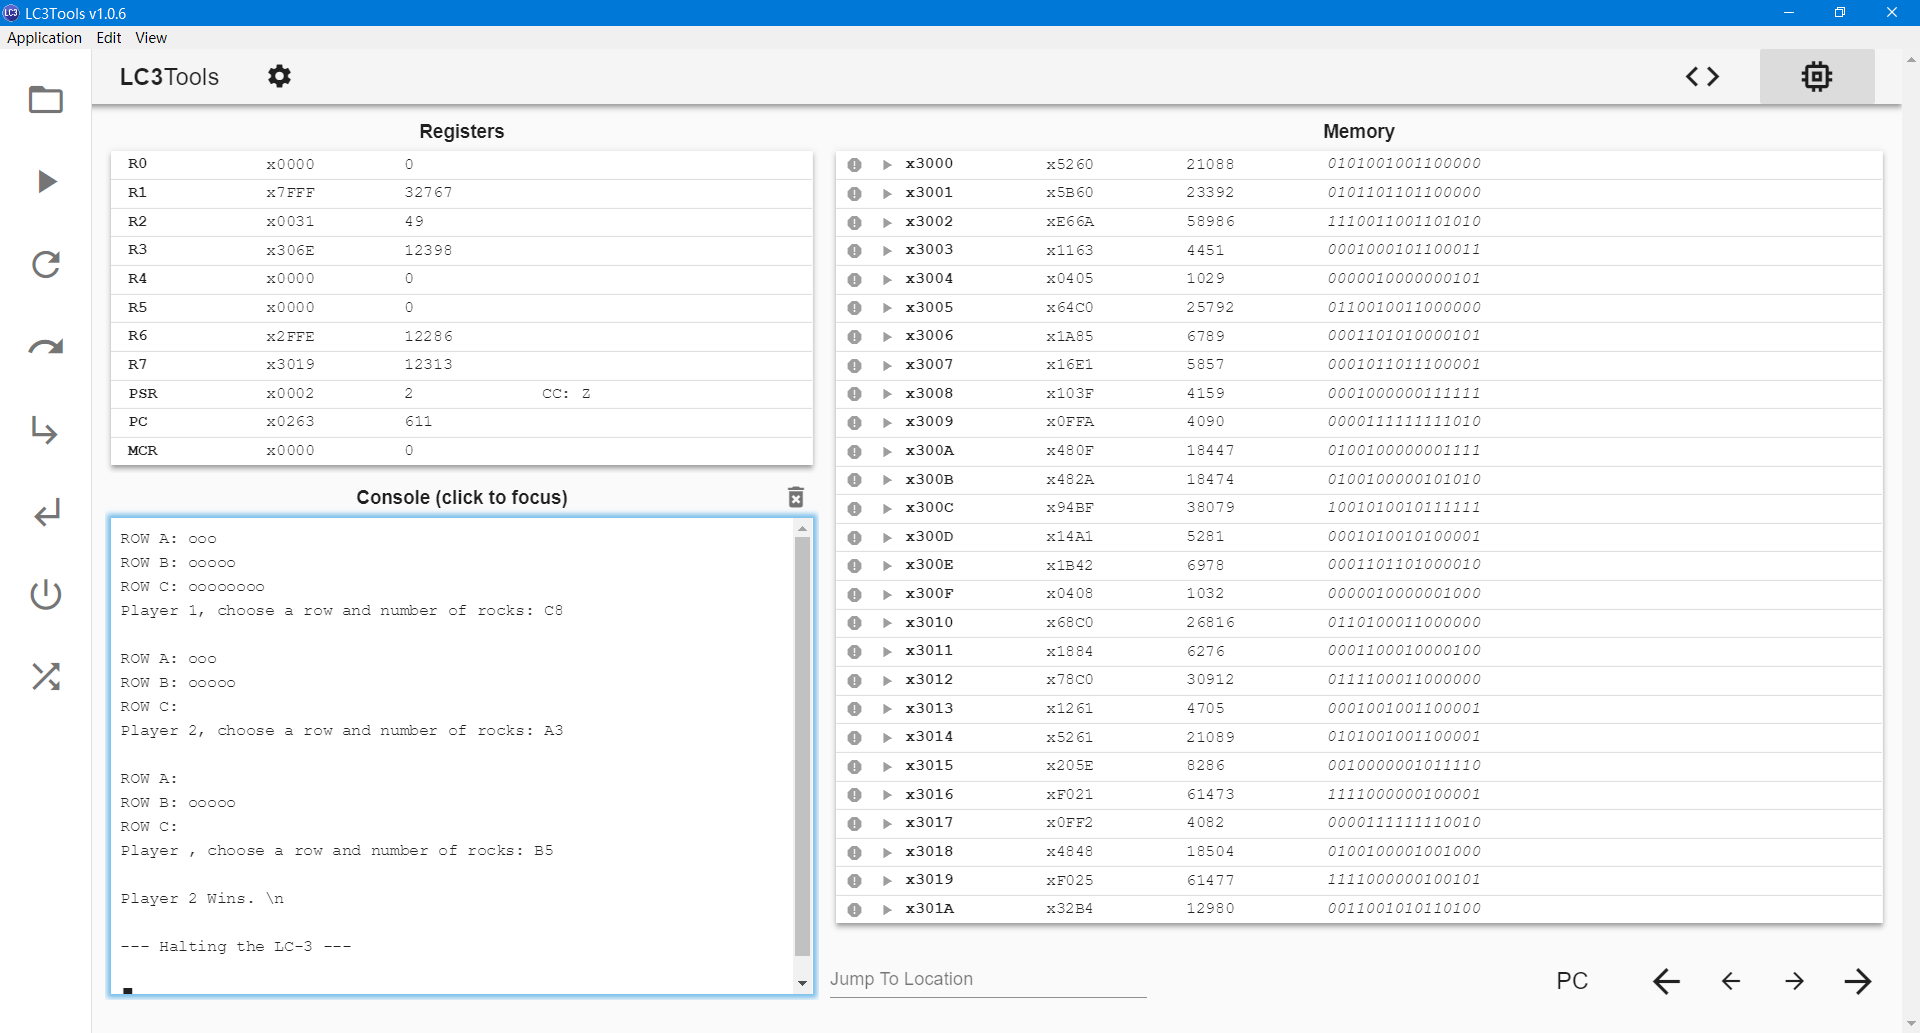 LC3Tools v1.0.6
Application Edit View
LC3Tools
Registers
R0 x0000 0
R1 x7FFF 32767
R2 x0031 49
R3 x306E 12398
R4 x0000 0
R5 x0000 0
R6 x2FFE 12286
R7 x3019 12313
PSR x0002 2 CC: Z
PC x0263 611
MCR x0000 0
Console (click to focus)
ROW A: ooo
ROW B: ooooo
ROW C: oooooooo
Player 1, choose a row and number of rocks: C8
ROW A: ooo
ROW B: ooooo
ROW C:
Player 2, choose a row and number of rocks: A3
ROW A:
ROW B: ooooo
ROW C:
Player , choose a row and number of rocks: B5
Player 2 Wins. \n
--- Halting the LC-3 ---
Memory
x3000 x5260 21088 0101001001100000
x3001 x5B60 23392 0101101101100000
x3002 xE66A 58986 1110011001101010
x3003 x1163 4451 0001000101100011
x3004 x0405 1029 0000010000000101
x3005 x64C0 25792 0110010011000000
x3006 x1A85 6789 0001101010000101
x3007 x16E1 5857 0001011011100001
x3008 x103F 4159 0001000000111111
x3009 x0FFA 4090 0000111111111010
x300A x480F 18447 0100100000001111
x300B x482A 18474 0100100000101010
x300C x94BF 38079 1001010010111111
x300D x14A1 5281 0001010010100001
x300E x1B42 6978 0001101101000010
x300F x0408 1032 0000010000001000
x3010 x68C0 26816 0110100011000000
x3011 x1884 6276 0001100010000100
x3012 x78C0 30912 0111100011000000
x3013 x1261 4705 0001001001100001
x3014 x5261 21089 0101001001100001
x3015 x205E 8286 0010000001011110
x3016 xF021 61473 1111000000100001
x3017 x0FF2 4082 0000111111110010
x3018 x4848 18504 0100100001001000
x3019 xF025 61477 1111000000100101
x301A x32B4 12980 0011001010110100
Jump To Location
PC